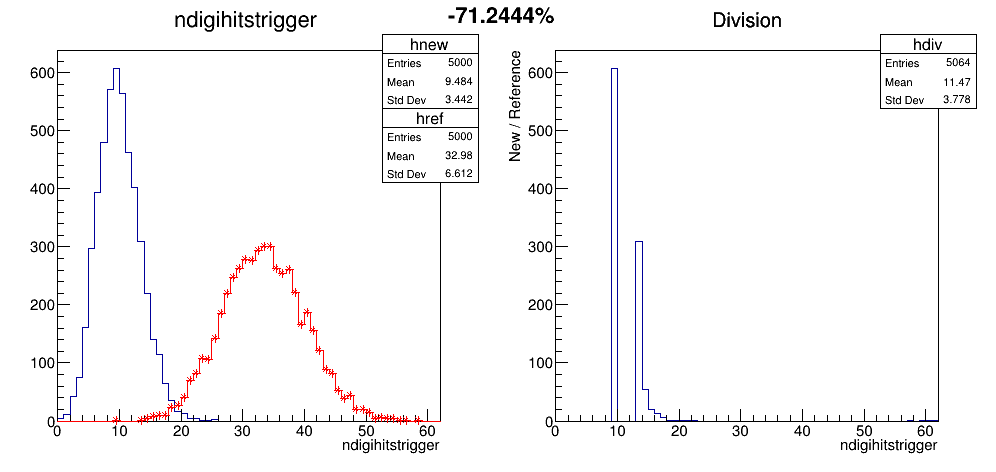 -71.2444%
ndigihitstrigger
hnew
Entries 5000
Mean 9.484
Std Dev 3.442
href
Entries 5000
Mean 32.98
Std Dev 6.612
600
500
400
300
200
100
0
0 10 20 30 40 50 60
ndigihitstrigger
Division
hdiv
Entries 5064
Mean 11.47
Std Dev 3.778
New / Reference
600
500
400
300
200
100
0
0 10 20 30 40 50 60
ndigihitstrigger